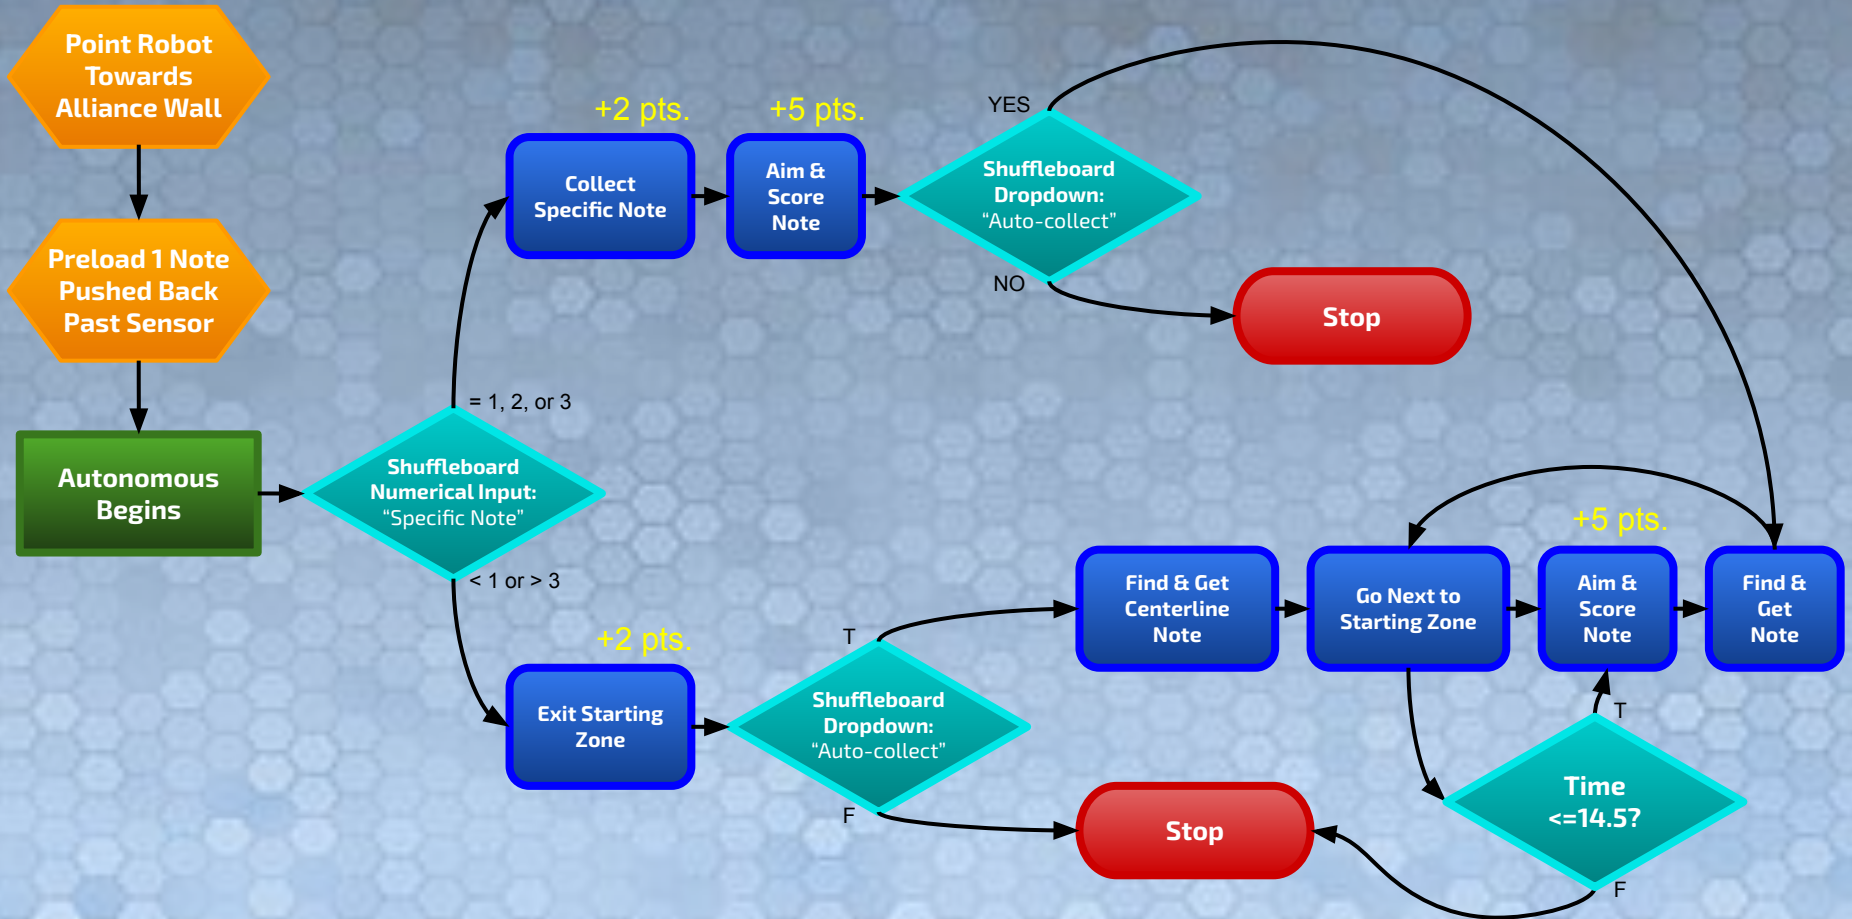 Point Robot
Towards
Alliance Wall
Preload 1 Note
Pushed Back
Past Sensor
Autonomous
Begins
Shuffleboard
Numerical Input:
“Specific Note”
= 1, 2, or 3
< 1 or > 3
+2 pts.
Collect
Specific Note
+5 pts.
Aim &
Score
Note
YES
Shuffleboard
Dropdown:
“Auto-collect”
NO
Stop
+2 pts.
Exit Starting
Zone
T
Shuffleboard
Dropdown:
“Auto-collect”
F
Find & Get
Centerline
Note
Go Next to
Starting Zone
+5 pts.
Aim &
Score
Note
Find &
Get
Note
T
Time
<=14.5?
F
Stop